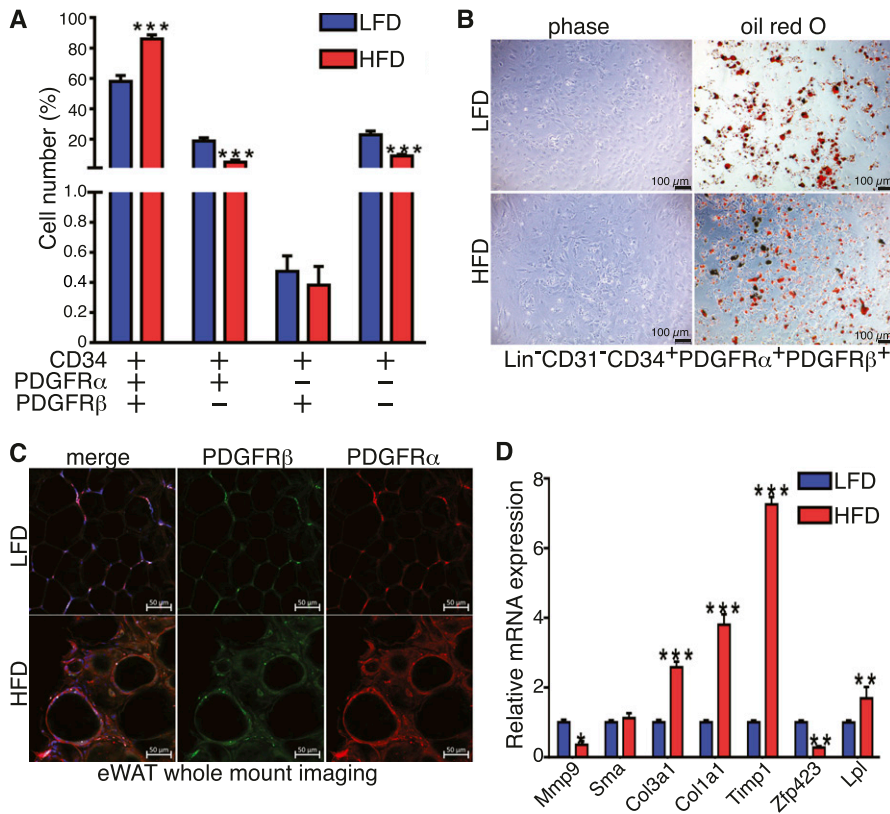 A
LFD
HFD
Cell number (%)
100
80
60
40
20
1.0
0.8
0.6
0.4
0.2
0
*** *** ***
CD34 + + + +
PDGFRα + + − −
PDGFRβ + − + −
B
phase oil red O
LFD
HFD
100 µm 100 µm
100 µm 100 µm
Lin⁻CD31⁻CD34⁺PDGFRα⁺PDGFRβ⁺
C
merge PDGFRβ PDGFRα
LFD
50 µm 50 µm 50 µm
HFD
50 µm 50 µm 50 µm
eWAT whole mount imaging
D
LFD
HFD
Relative mRNA expression
8
6
4
2
0
* *** *** *** ** **
Mmp9 Sma Col3a1 Col1a1 Timp1 Zfp423 Lpl